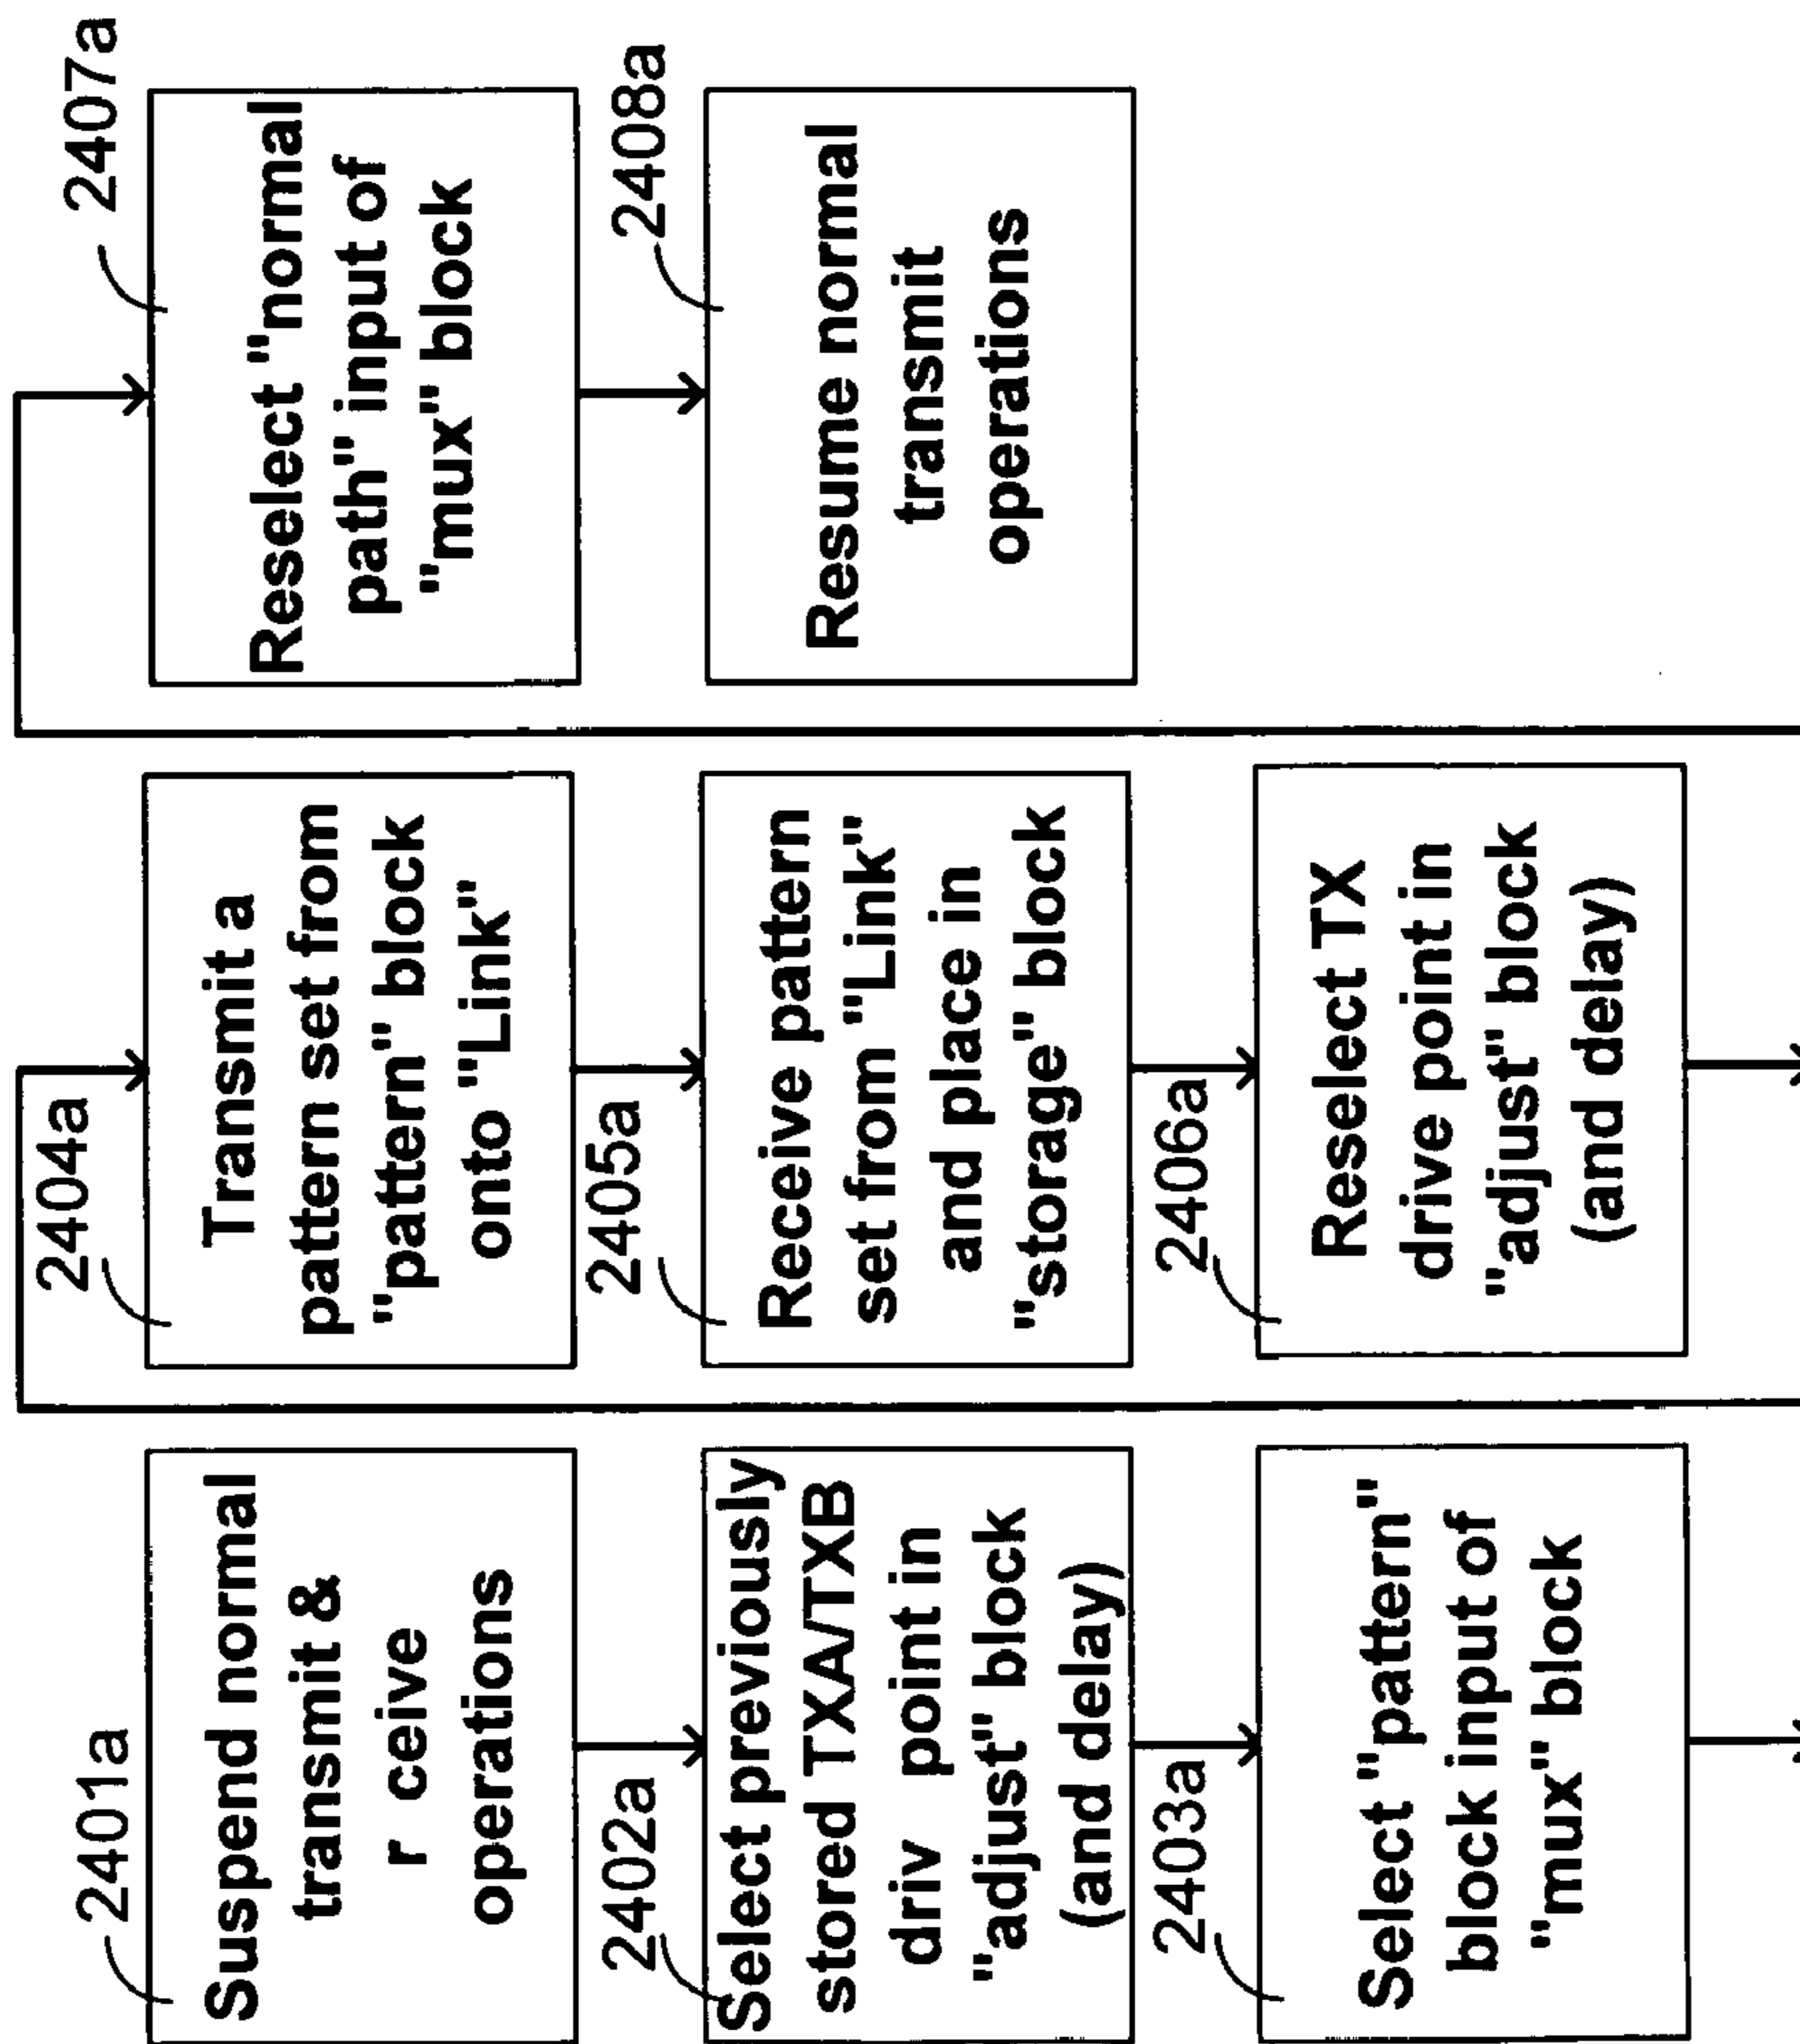 2401a
Suspend normal
transmit &
r ceive
operations
2402a
Select previously
stored TXA/TXB
driv point in
"adjust" block
(and delay)
2403a
Select "pattern"
block input of
"mux" block
2404a
Transmit a
pattern set from
"pattern" block
onto "Link"
2405a
Receive pattern
set from "Link"
and place in
"storage" block
2406a
Reselect TX
drive point in
"adjust" block
(and delay)
2407a
Reselect "normal
path" input of
"mux" block
2408a
Resume normal
transmit
operations